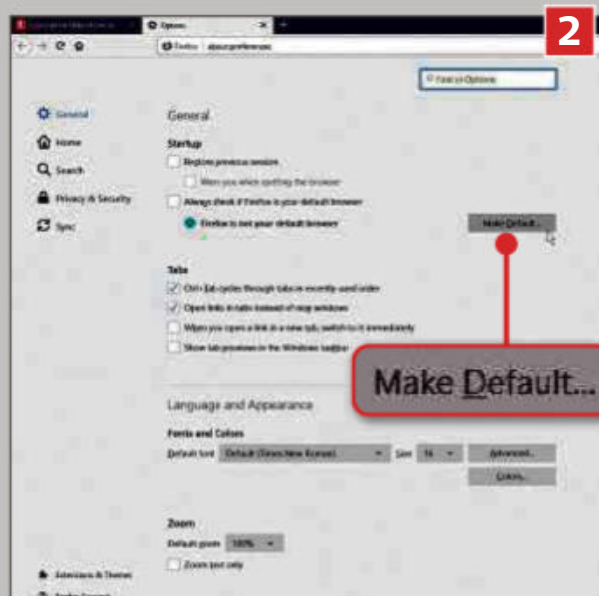 2
Options
Firefox about:preferences
Find in Options
General
General
Home
Startup
Search
Restore previous session
Warn you when quitting the browser
Privacy & Security
Always check if Firefox is your default browser
Sync
Firefox is not your default browser
Make Default...
Tabs
Ctrl+Tab cycles through tabs in recently used order
Open links in tabs instead of new windows
When you open a link in a new tab, switch to it immediately
Show tab previews in the Windows taskbar
Make Default...
Language and Appearance
Fonts and Colors
Default font Default (Times New Roman) Size 16 Advanced...
Colors...
Zoom
Default zoom 100%
Zoom text only
Extensions & Themes